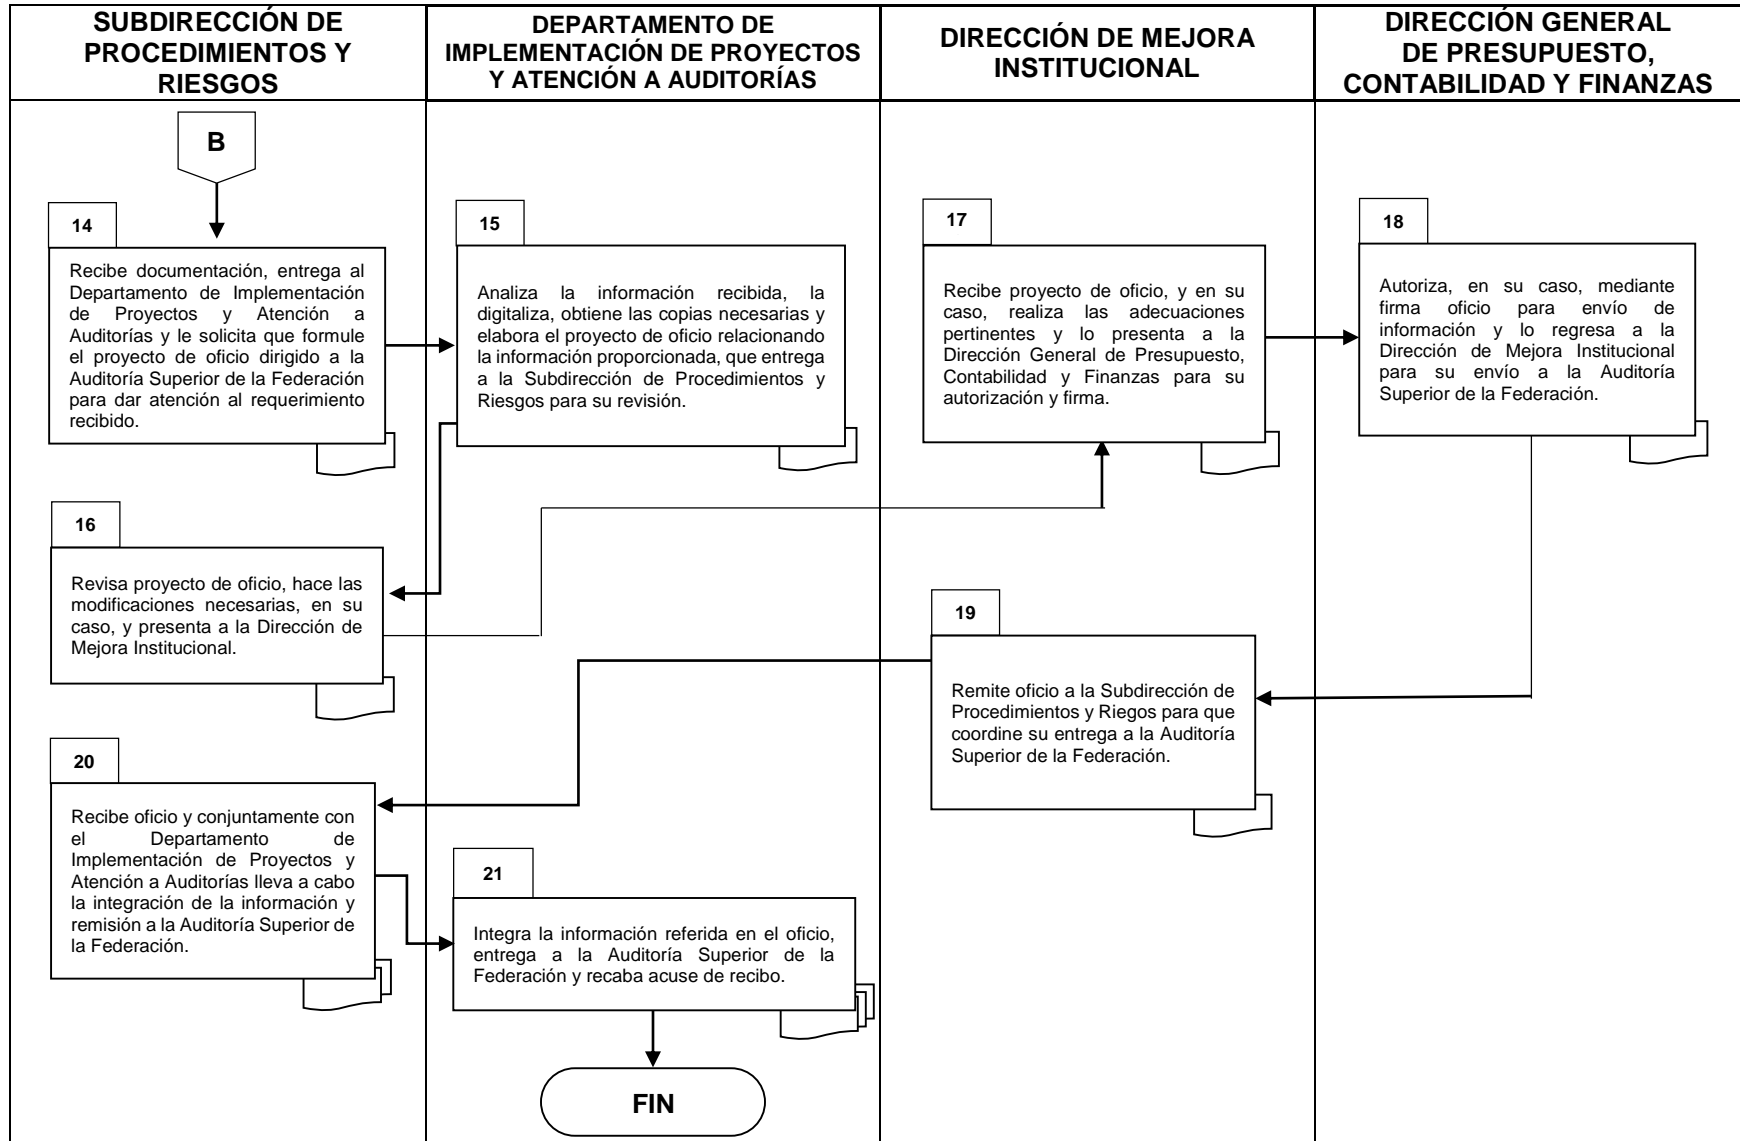 SUBDIRECCIÓN DE
PROCEDIMIENTOS Y
RIESGOS
DEPARTAMENTO DE
IMPLEMENTACIÓN DE PROYECTOS
Y ATENCIÓN A AUDITORÍAS
DIRECCIÓN DE MEJORA
INSTITUCIONAL
DIRECCIÓN GENERAL
DE PRESUPUESTO,
CONTABILIDAD Y FINANZAS
B
14
Recibe documentación, entrega al
Departamento de Implementación
de Proyectos y Atención a
Auditorías y le solicita que formule
el proyecto de oficio dirigido a la
Auditoría Superior de la Federación
para dar atención al requerimiento
recibido.
15
Analiza la información recibida, la
digitaliza, obtiene las copias necesarias y
elabora el proyecto de oficio relacionando
la información proporcionada, que entrega
a la Subdirección de Procedimientos y
Riesgos para su revisión.
17
Recibe proyecto de oficio, y en su
caso, realiza las adecuaciones
pertinentes y lo presenta a la
Dirección General de Presupuesto,
Contabilidad y Finanzas para su
autorización y firma.
18
Autoriza, en su caso, mediante
firma oficio para envío de
información y lo regresa a la
Dirección de Mejora Institucional
para su envío a la Auditoría
Superior de la Federación.
16
Revisa proyecto de oficio, hace las
modificaciones necesarias, en su
caso, y presenta a la Dirección de
Mejora Institucional.
19
Remite oficio a la Subdirección de
Procedimientos y Riegos para que
coordine su entrega a la Auditoría
Superior de la Federación.
20
Recibe oficio y conjuntamente con
el Departamento de
Implementación de Proyectos y
Atención a Auditorías lleva a cabo
la integración de la información y
remisión a la Auditoría Superior de
la Federación.
21
Integra la información referida en el oficio,
entrega a la Auditoría Superior de la
Federación y recaba acuse de recibo.
FIN